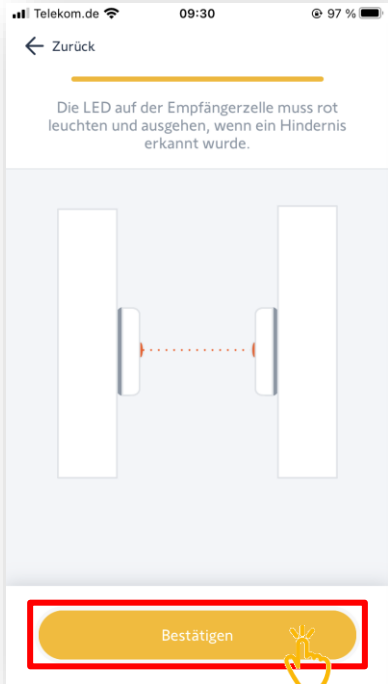 Telekom.de 09:30 97 %
Zurück
Die LED auf der Empfängerzelle muss rot
leuchten und ausgehen, wenn ein Hindernis
erkannt wurde.
Bestätigen